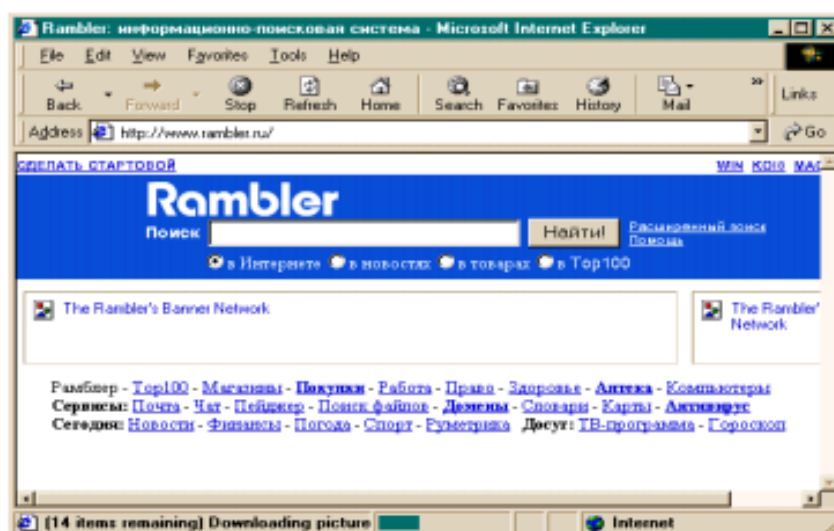 Rambler: информационно-поисковая система - Microsoft Internet Explorer
File Edit View Favorites Tools Help
Back Forward Stop Refresh Home Search Favorites History Mail » Links
Address http://www.rambler.ru/ Go
СДЕЛАТЬ СТАРТОВОЙ WIN KOI8 MAC
Rambler
Поиск Найти! Расширенный поиск
Помощь
в Интернете в новостях в товарах в Top100
The Rambler's Banner Network The Rambler'
Network
Рамблер - Top100 - Магазины - Покупки - Работа - Право - Здоровье - Аптека - Компьютеры
Сервисы: Почта - Чат - Пейджер - Поиск файлов - Домены - Словари - Карты - Антивирус
Сегодня: Новости - Финансы - Погода - Спорт - Руметрика Досуг: ТВ-программа - Гороскоп
(14 items remaining) Downloading picture Internet